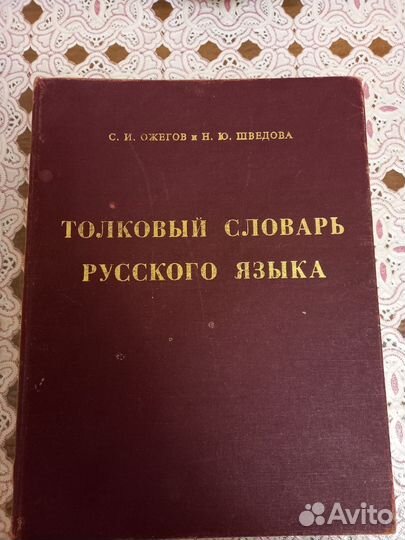 С. И. ОЖЕГОВ и Н. Ю. ШВЕДОВА
ТОЛКОВЫЙ СЛОВАРЬ
РУССКОГО ЯЗЫКА
Avito